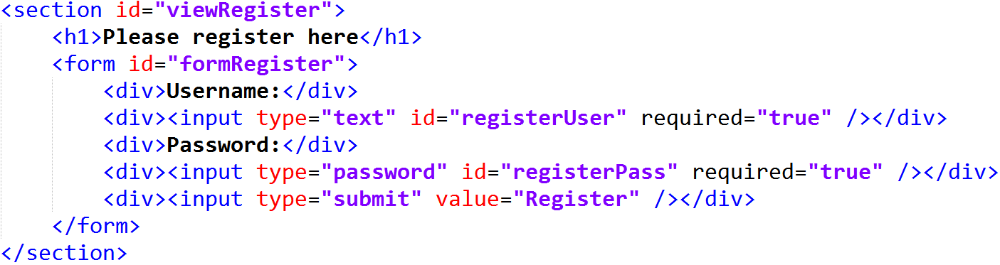 <section id="viewRegister">
    <h1>Please register here</h1>
    <form id="formRegister">
        <div>Username:</div>
        <div><input type="text" id="registerUser" required="true" /></div>
        <div>Password:</div>
        <div><input type="password" id="registerPass" required="true" /></div>
        <div><input type="submit" value="Register" /></div>
    </form>
</section>